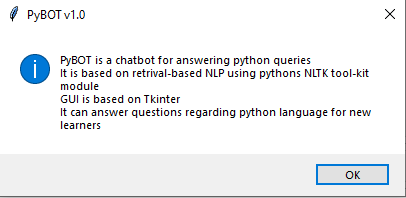 PyBOT v1.0
PyBOT is a chatbot for answering python queries
It is based on retrival-based NLP using pythons NLTK tool-kit
module
GUI is based on Tkinter
It can answer questions regarding python language for new
learners
OK